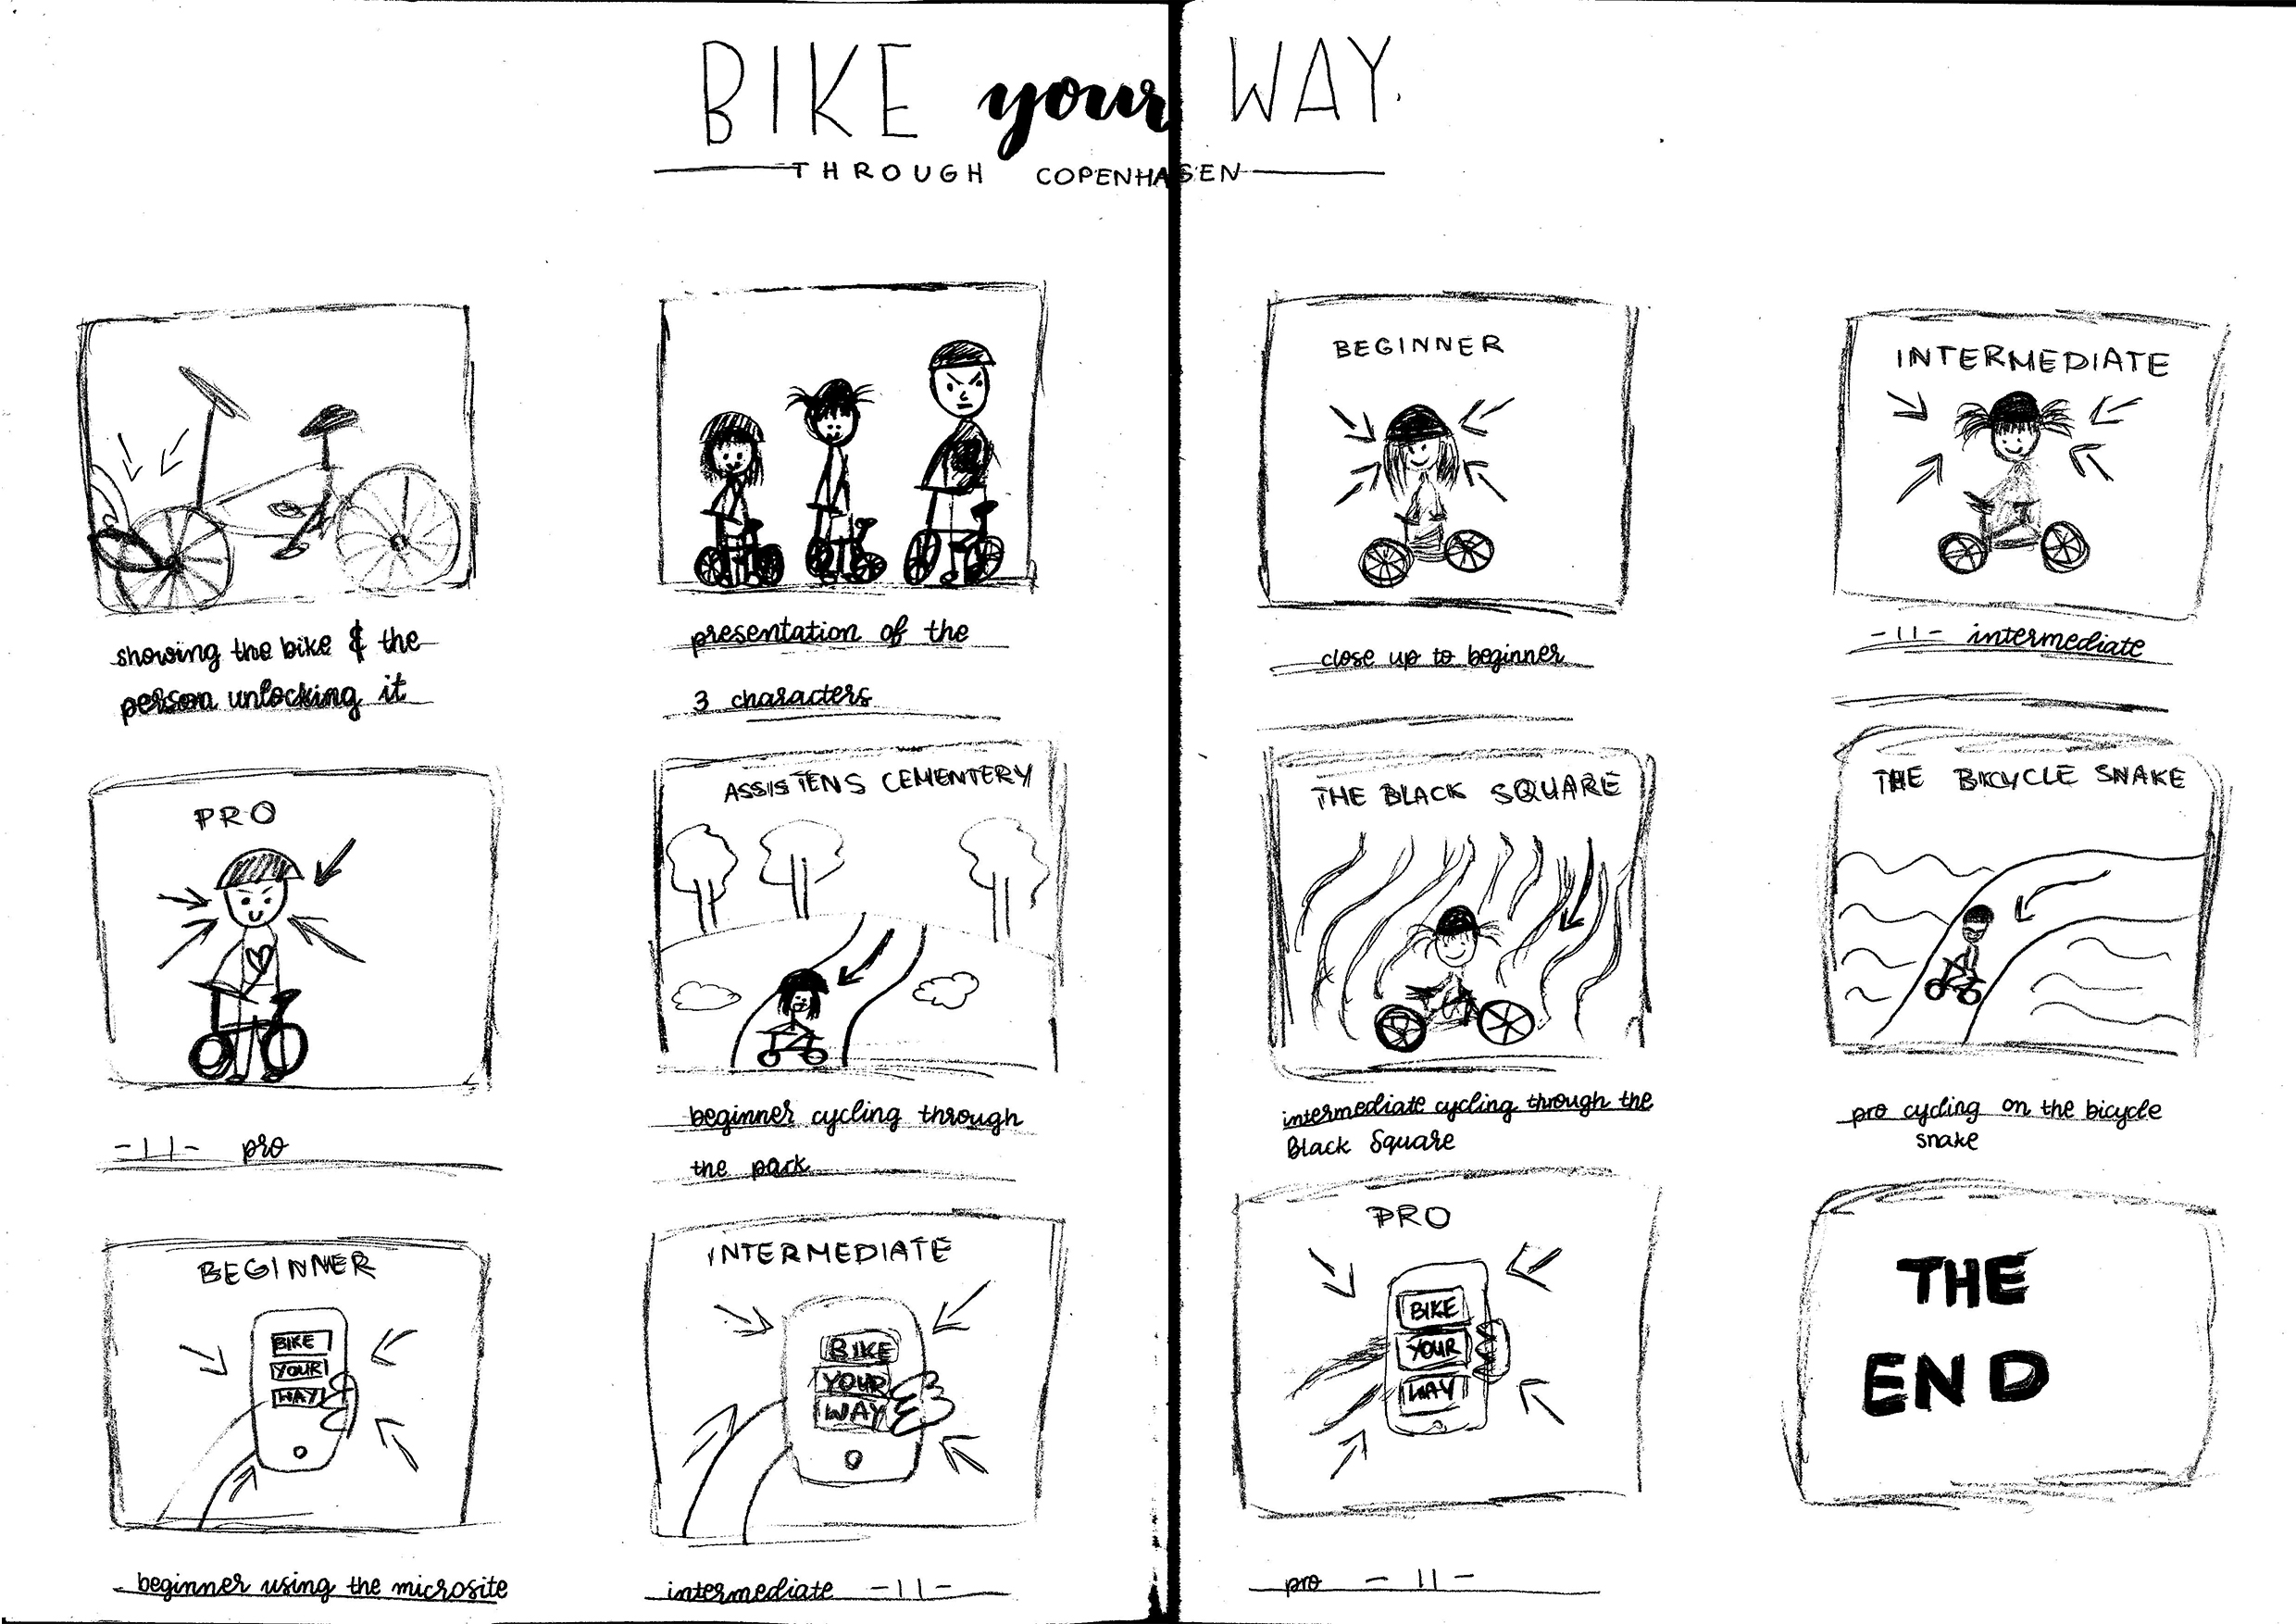 BIKE your WAY.
THROUGH COPENHAGEN
showing the bike & the
person unlocking it
presentation of the
3 characters
BEGINNER
close up to beginner
INTERMEDIATE
-11- intermediate
PRO
-11- pro
ASSISTENS CEMENTERY
beginner cycling through
the park
THE BLACK SQUARE
intermediate cycling through the
Black Square
THE BICYCLE SNAKE
pro cycling on the bicycle
snake
BEGINNER
BIKE
YOUR
WAY
beginner using the microsite
INTERMEDIATE
BIKE
YOUR
WAY
intermediate -11-
PRO
BIKE
YOUR
WAY
pro - 11 -
THE
END